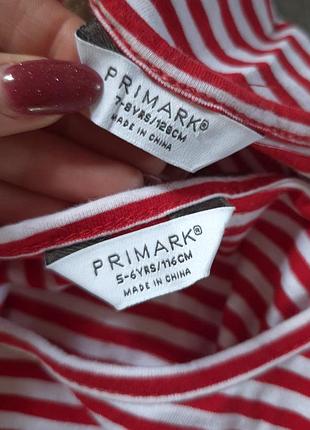 PRIMARK®
7-8YRS/128CM
MADE IN CHINA
PRIMARK®
5-6YRS/116CM
MADE IN CHINA